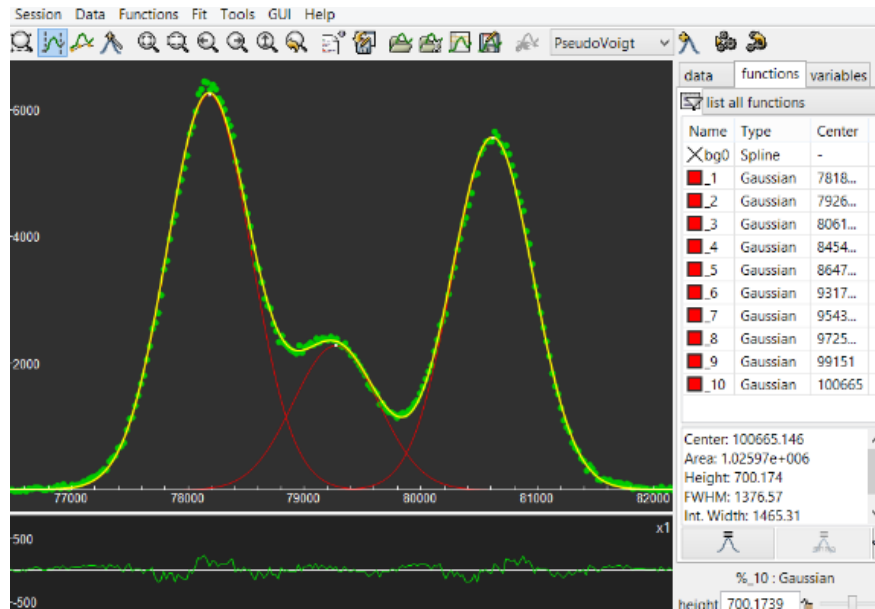 Session Data Functions Fit Tools GUI Help
PseudoVoigt
data functions variables
list all functions
Name Type Center
bg0 Spline -
_1 Gaussian 7818...
_2 Gaussian 7926...
_3 Gaussian 8061...
_4 Gaussian 8454...
_5 Gaussian 8647...
_6 Gaussian 9317...
_7 Gaussian 9543...
_8 Gaussian 9725...
_9 Gaussian 99151
_10 Gaussian 100665
Center: 100665.146
Area: 1.02597e+006
Height: 700.174
FWHM: 1376.57
Int. Width: 1465.31
%_10 : Gaussian
height 700.1739
6000
4000
2000
77000 78000 79000 80000 81000 82000
x1
500
-500